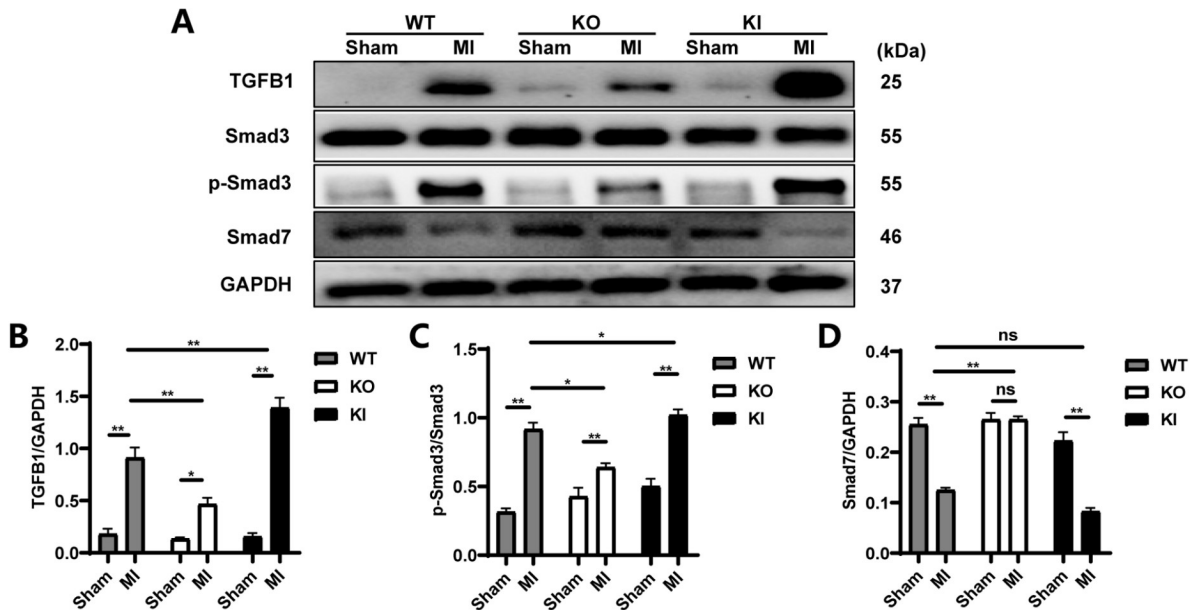 A
WT KO KI
Sham MI Sham MI Sham MI (kDa)
TGFB1 25
Smad3 55
p-Smad3 55
Smad7 46
GAPDH 37
B
TGFB1/GAPDH
2.0
1.5
1.0
0.5
0.0
**
**
**
*
**
WT
KO
KI
Sham MI Sham MI Sham MI
C
p-Smad3/Smad3
1.5
1.0
0.5
0.0
*
*
**
**
**
WT
KO
KI
Sham MI Sham MI Sham MI
D
Smad7/GAPDH
0.4
0.3
0.2
0.1
0.0
ns
**
ns
**
**
WT
KO
KI
Sham MI Sham MI Sham MI